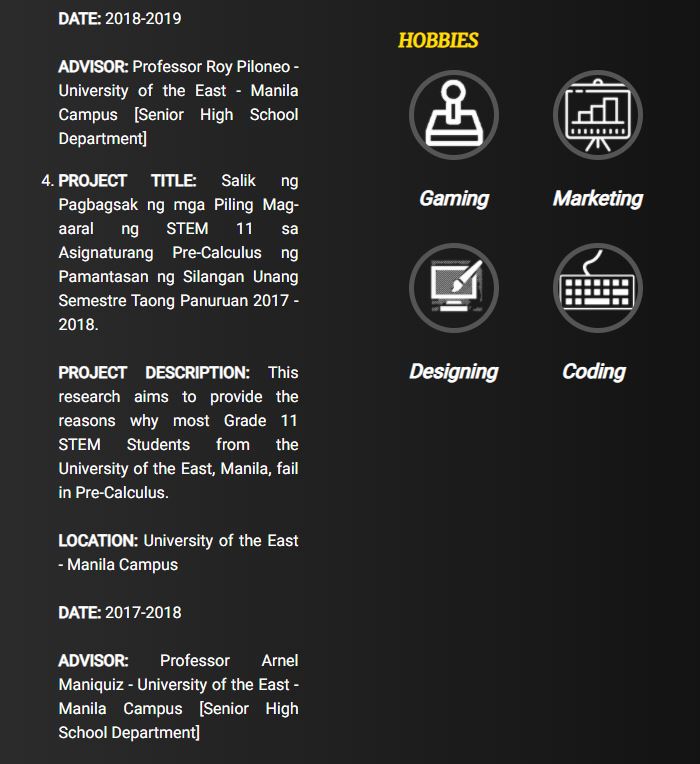 DATE: 2018-2019
ADVISOR: Professor Roy Piloneo -
University of the East - Manila
Campus [Senior High School
Department]
4. PROJECT TITLE: Salik ng
Pagbagsak ng mga Piling Mag-
aaral ng STEM 11 sa
Asignaturang Pre-Calculus ng
Pamantasan ng Silangan Unang
Semestre Taong Panuruan 2017 -
2018.
PROJECT DESCRIPTION: This
research aims to provide the
reasons why most Grade 11
STEM Students from the
University of the East, Manila, fail
in Pre-Calculus.
LOCATION: University of the East
- Manila Campus
DATE: 2017-2018
ADVISOR: Professor Arnel
Maniquiz - University of the East -
Manila Campus [Senior High
School Department]
HOBBIES
Gaming
Marketing
Designing
Coding